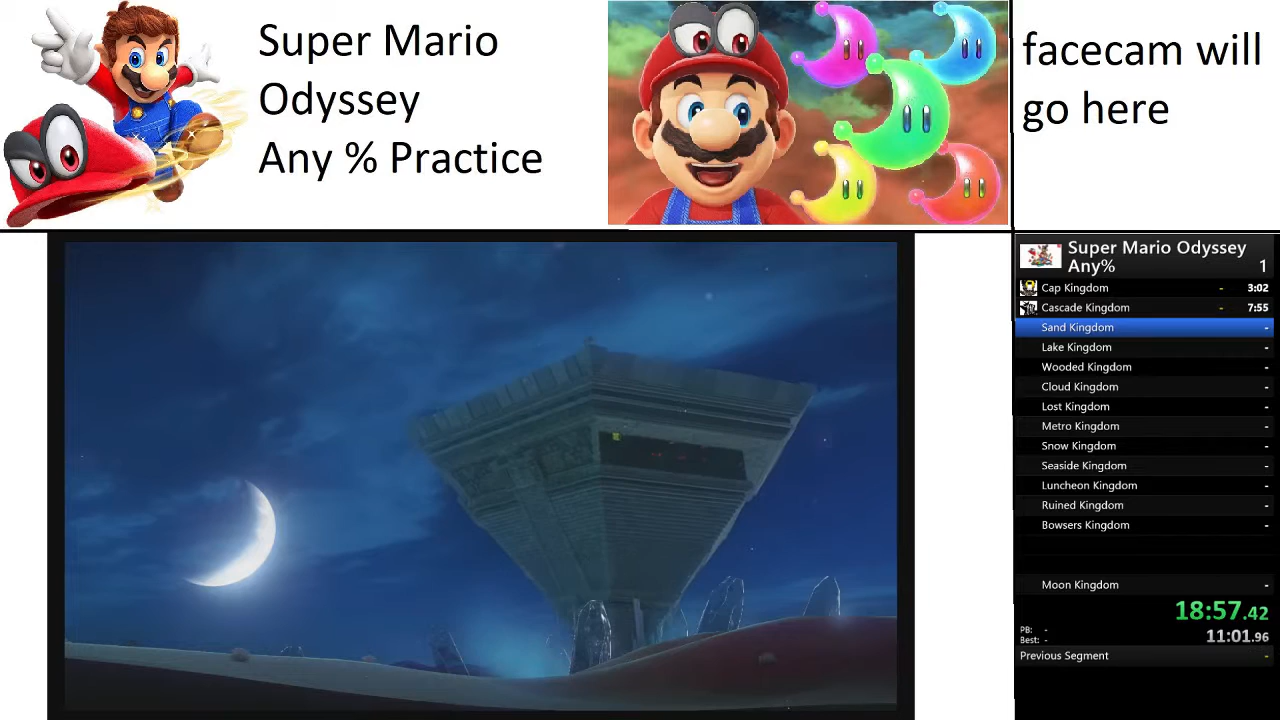 Super Mario
Odyssey
Any % Practice
facecam will
go here
Super Mario Odyssey
Any% 1
Cap Kingdom - 3:02
Cascade Kingdom - 7:55
Sand Kingdom -
Lake Kingdom -
Wooded Kingdom -
Cloud Kingdom -
Lost Kingdom -
Metro Kingdom -
Snow Kingdom -
Seaside Kingdom -
Luncheon Kingdom -
Ruined Kingdom -
Bowsers Kingdom -
Moon Kingdom -
18:57.42
PB: -
Best: - 11:01.96
Previous Segment -